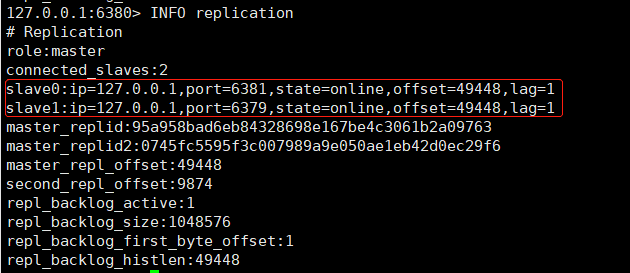 127.0.0.1:6380> INFO replication
# Replication
role:master
connected_slaves:2
slave0:ip=127.0.0.1,port=6381,state=online,offset=49448,lag=1
slave1:ip=127.0.0.1,port=6379,state=online,offset=49448,lag=1
master_replid:95a958bad6eb84328698e167be4c3061b2a09763
master_replid2:0745fc5595f3c007989a9e050ae1eb42d0ec29f6
master_repl_offset:49448
second_repl_offset:9874
repl_backlog_active:1
repl_backlog_size:1048576
repl_backlog_first_byte_offset:1
repl_backlog_histlen:49448